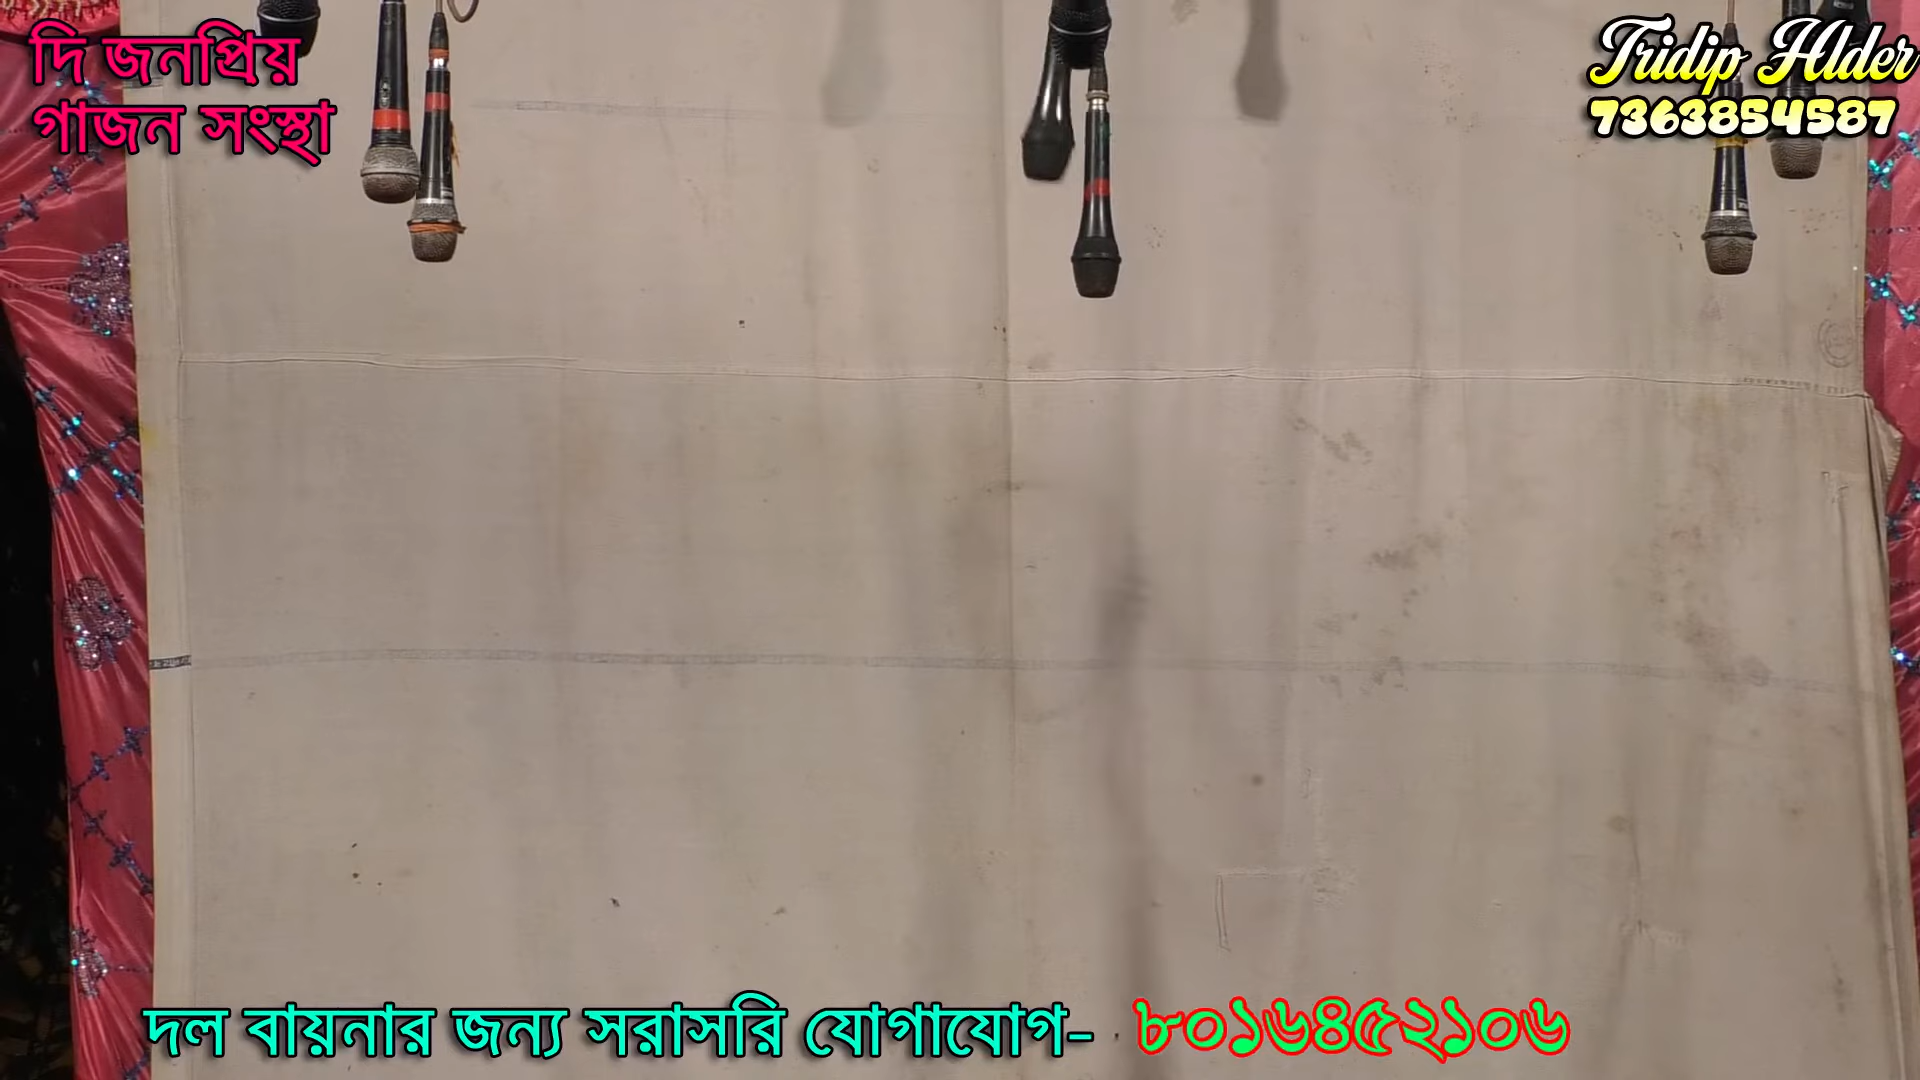 দি জনপ্রিয়
গাজন সংস্থা
Tridip Hlder
7363854587
দল বায়নার জন্য সরাসরি যোগাযোগ- ৮০১৬৪৫২১০৬